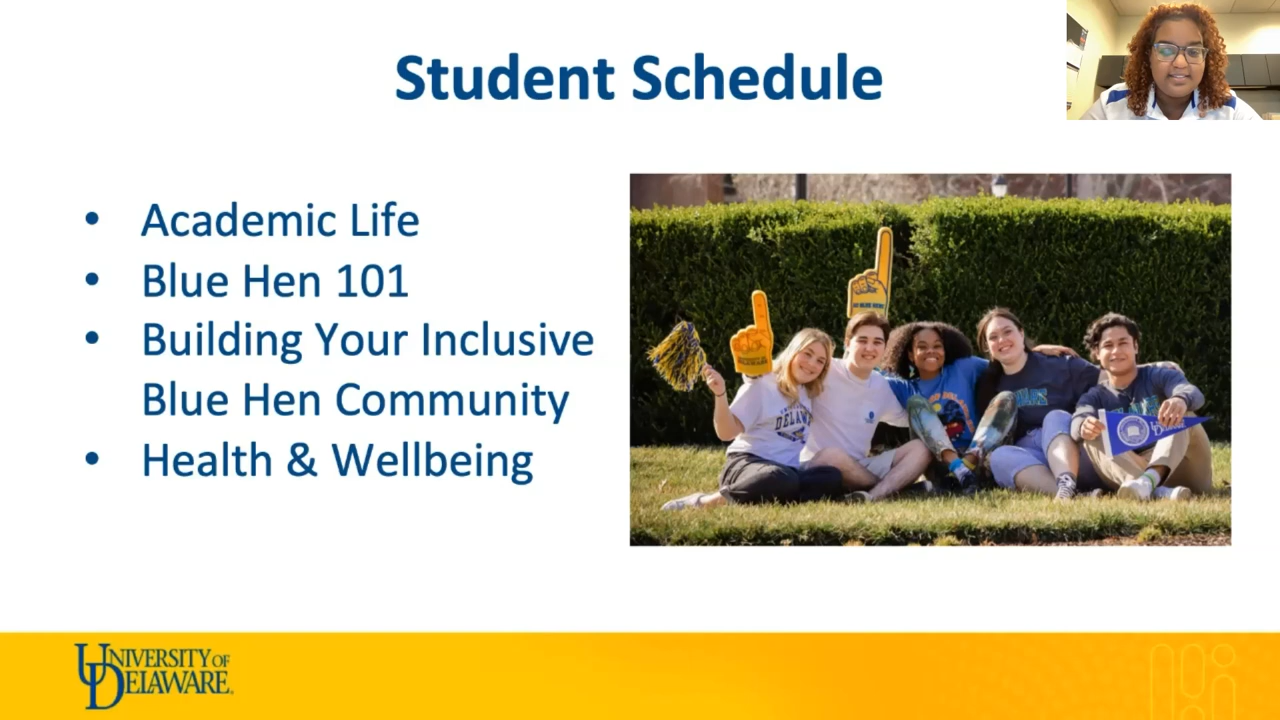 Student Schedule
• Academic Life
• Blue Hen 101
• Building Your Inclusive
Blue Hen Community
• Health & Wellbeing
UNIVERSITY OF
DELAWARE